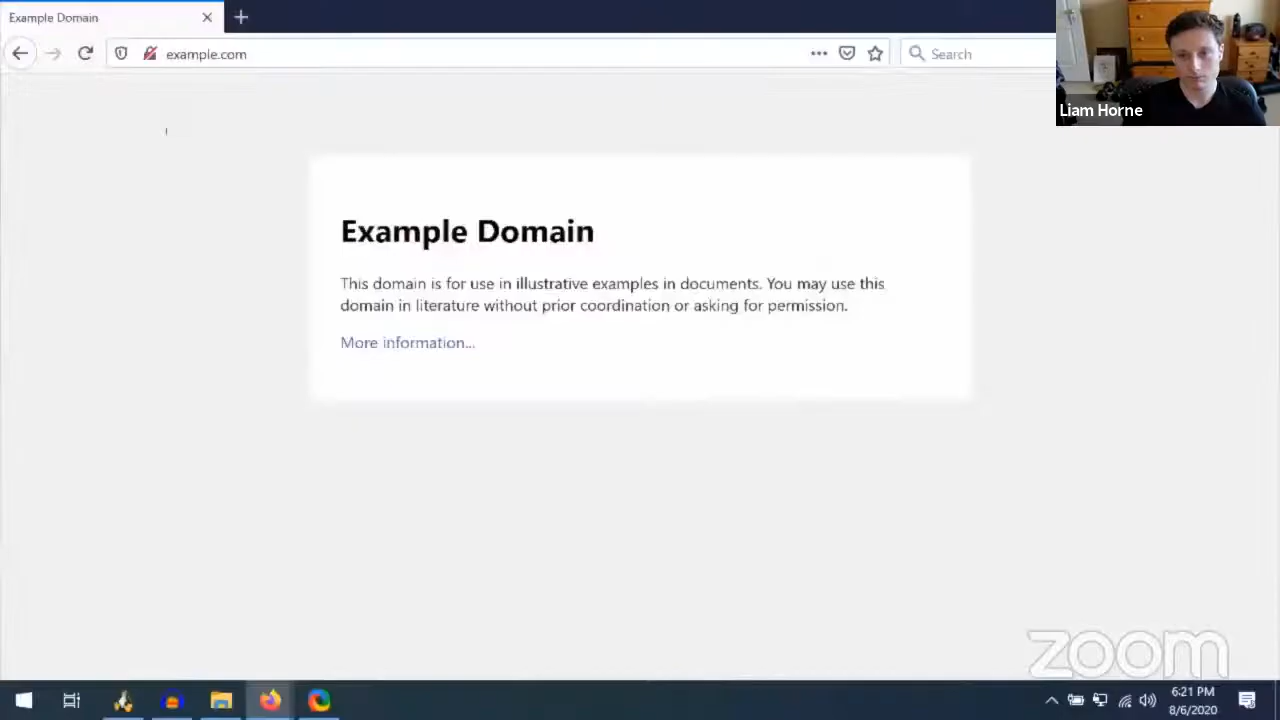 Example Domain
example.com
Search
Liam Horne
Example Domain
This domain is for use in illustrative examples in documents. You may use this
domain in literature without prior coordination or asking for permission.
More information...
zoom
6:21 PM
8/6/2020